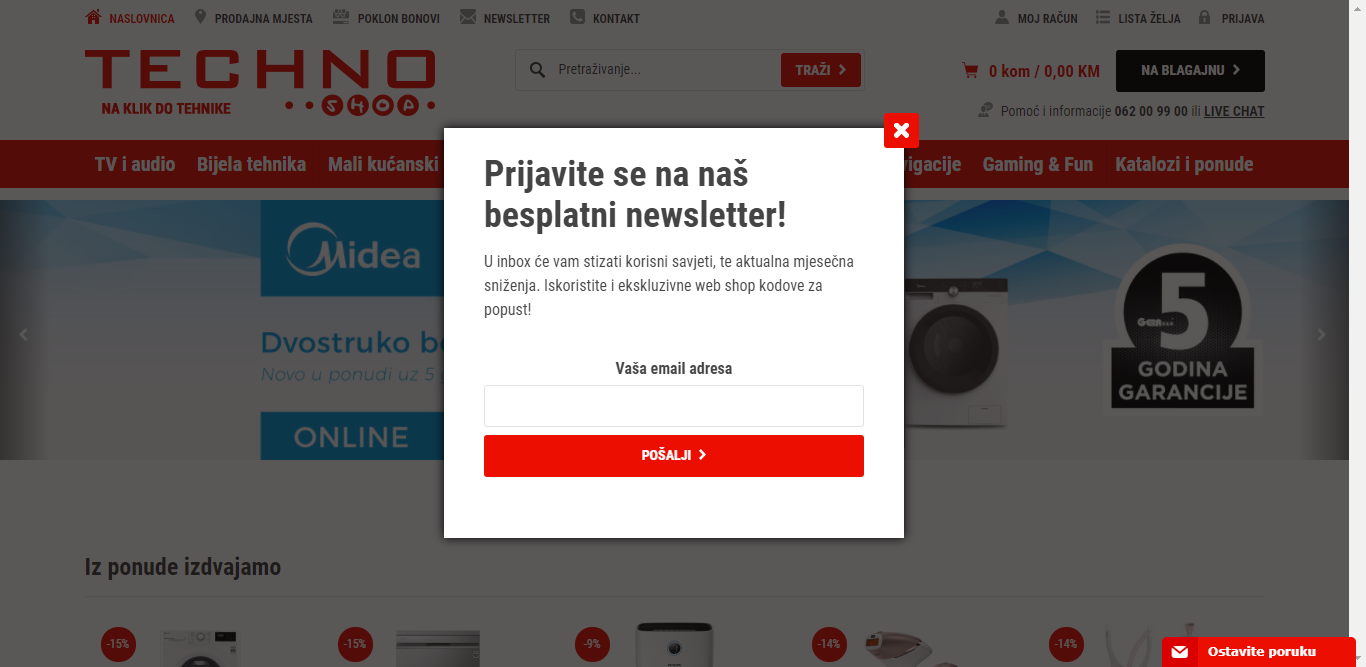 NASLOVNICA PRODAJNA MJESTA POKLON BONOVI NEWSLETTER KONTAKT MOJ RAČUN LISTA ŽELJA PRIJAVA
TECHNO
SHOP
NA KLIK DO TEHNIKE
Pretraživanje... TRAŽI
0 kom / 0,00 KM NA BLAGAJNU
Pomoć i informacije 062 00 99 00 ili LIVE CHAT
TV i audio Bijela tehnika Mali kućanski Gaming & Fun Katalozi i ponude
Prijavite se na naš
besplatni newsletter!
U inbox će vam stizati korisni savjeti, te aktualna mjesečna
sniženja. Iskoristite i ekskluzivne web shop kodove za
popust!
Vaša email adresa
POŠALJI
Midea
Dvostruko
Novo u ponudi uz 5
ONLINE
5
GODINA
GARANCIJE
Iz ponude izdvajamo
-15% -15% -9% -14% -14%
Ostavite poruku